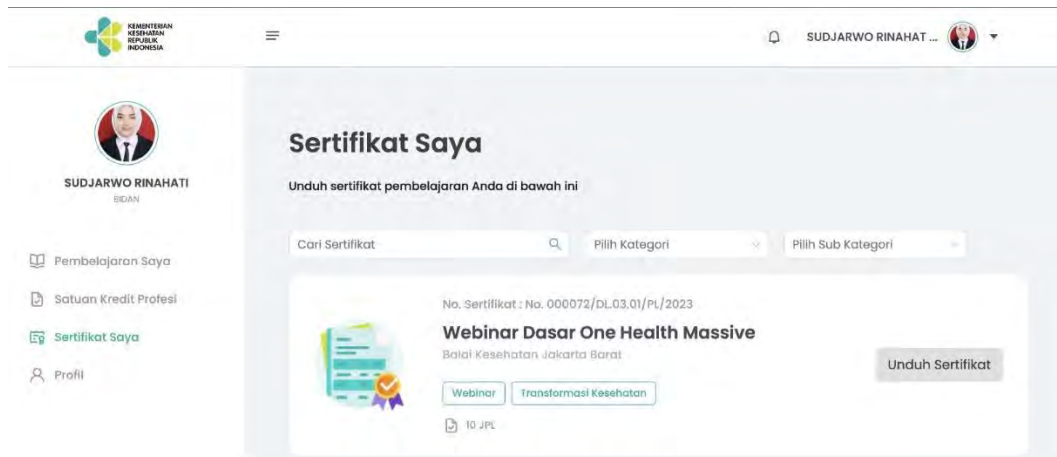 KEMENTERIAN
KESEHATAN
REPUBLIK
INDONESIA
SUDJARWO RINAHAT ...
SUDJARWO RINAHATI
BIDAN
Pembelajaran Saya
Satuan Kredit Profesi
Sertifikat Saya
Profil
Sertifikat Saya
Unduh sertifikat pembelajaran Anda di bawah ini
Cari Sertifikat
Pilih Kategori
Pilih Sub Kategori
No. Sertifikat : No. 000072/DL.03.01/PL/2023
Webinar Dasar One Health Massive
Balai Kesehatan Jakarta Barat
Webinar
Transformasi Kesehatan
10 JPL
Unduh Sertifikat